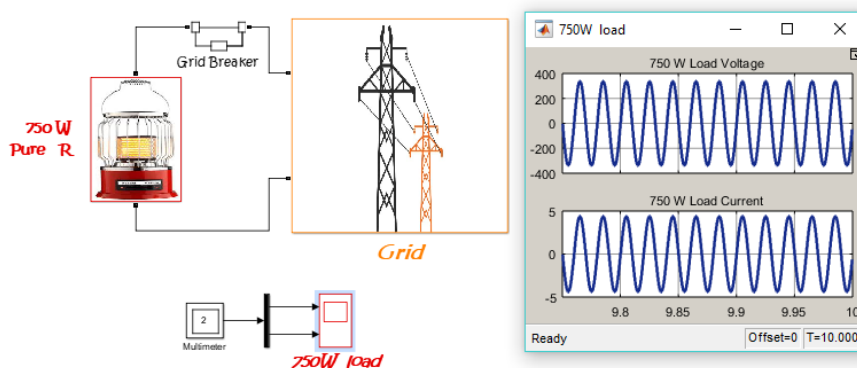 Grid Breaker
750 W
Pure R
Grid
2
Multimeter
750W load
750W load
750 W Load Voltage
400
200
0
-200
-400
750 W Load Current
5
0
-5
9.8
9.85
9.9
9.95
10
Ready
Offset=0
T=10.000